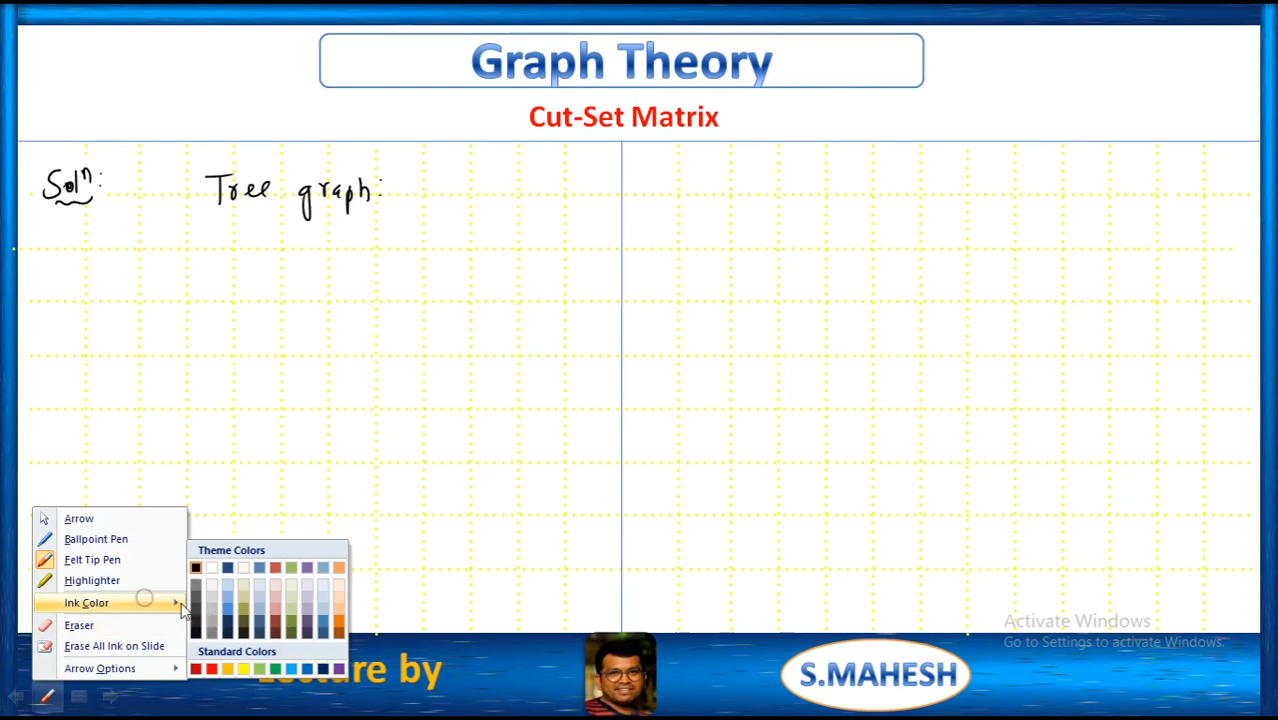 Graph Theory
Cut-Set Matrix
Solⁿ: Tree graph:
Arrow
Ballpoint Pen
Felt Tip Pen
Highlighter
Ink Color
Eraser
Erase All Ink on Slide
Arrow Options
Theme Colors
Standard Colors
Activate Windows
Go to Settings to activate Windows.
Lecture by
S.MAHESH